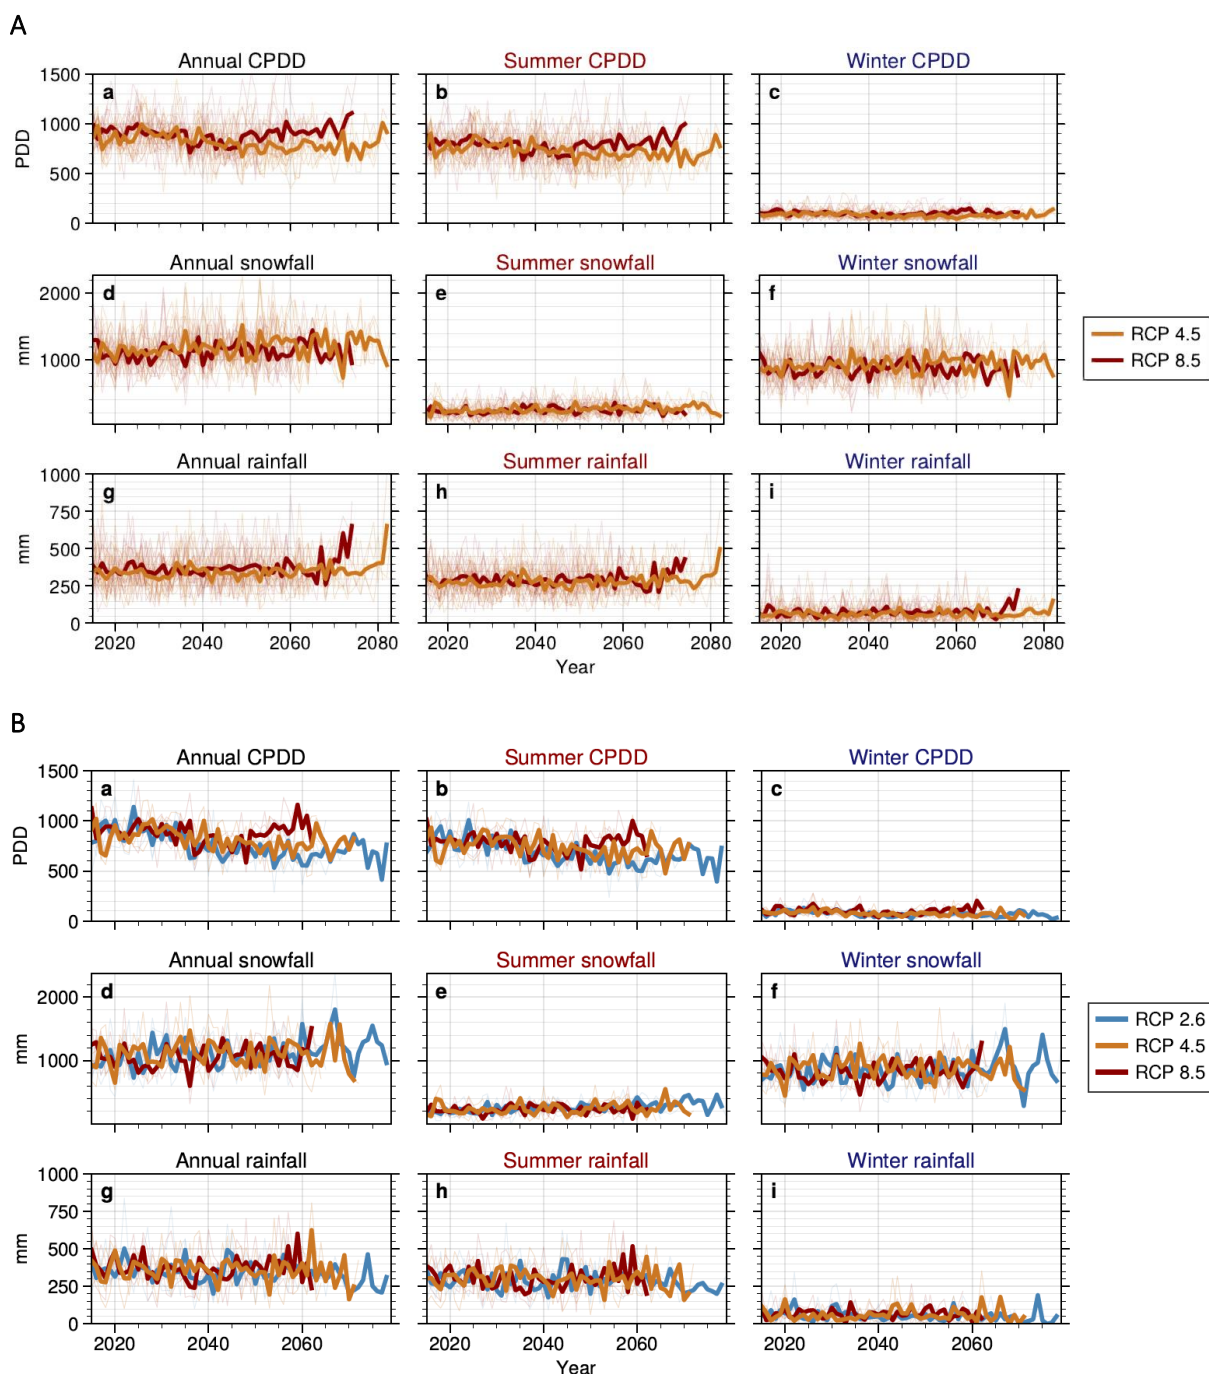 A
Annual CPDD Summer CPDD Winter CPDD
a b c
PDD
1500
1000
500
0
Annual snowfall Summer snowfall Winter snowfall
d e f
mm
2000
1000
RCP 4.5
RCP 8.5
Annual rainfall Summer rainfall Winter rainfall
g h i
mm
1000
750
500
250
0
2020 2040 2060 2080 2020 2040 2060 2080 2020 2040 2060 2080
Year
B
Annual CPDD Summer CPDD Winter CPDD
a b c
PDD
1500
1000
500
0
Annual snowfall Summer snowfall Winter snowfall
d e f
mm
2000
1000
RCP 2.6
RCP 4.5
RCP 8.5
Annual rainfall Summer rainfall Winter rainfall
g h i
mm
1000
750
500
250
0
2020 2040 2060 2020 2040 2060 2020 2040 2060
Year